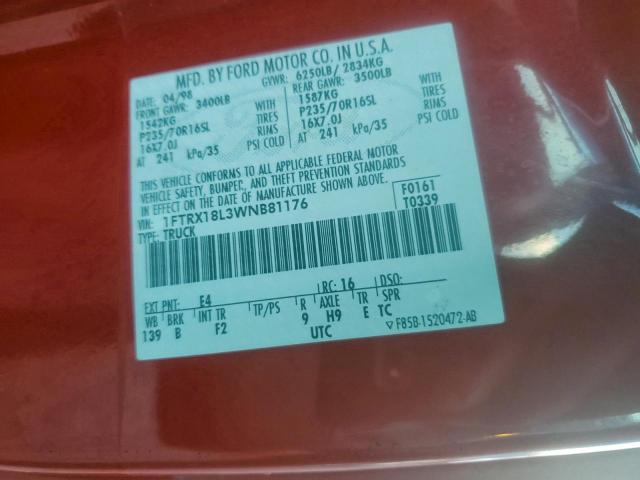 MFD. BY FORD MOTOR CO. IN U.S.A.
DATE: 04/98 GVWR: 6250LB/ 2834KG
FRONT GAWR: 3400LB REAR GAWR: 3500LB
1542KG WITH 1587KG WITH
P235/70R16SL TIRES P235/70R16SL TIRES
16X7.0J RIMS 16X7.0J RIMS
AT 241 kPa/35 PSI COLD AT 241 kPa/35 PSI COLD
THIS VEHICLE CONFORMS TO ALL APPLICABLE FEDERAL MOTOR
VEHICLE SAFETY, BUMPER, AND THEFT PREVENTION STANDARDS
IN EFFECT ON THE DATE OF MANUFACTURE SHOWN ABOVE.
VIN: 1FTRX18L3WNB81176 F0161
TYPE: TRUCK T0339
EXT PNT: E4 RC: 16 DSO:
WB BRK INT TR TP/PS R AXLE TR SPR
139 B F2 9 H9 E TC
UTC ▽ F85B-1520472-AB